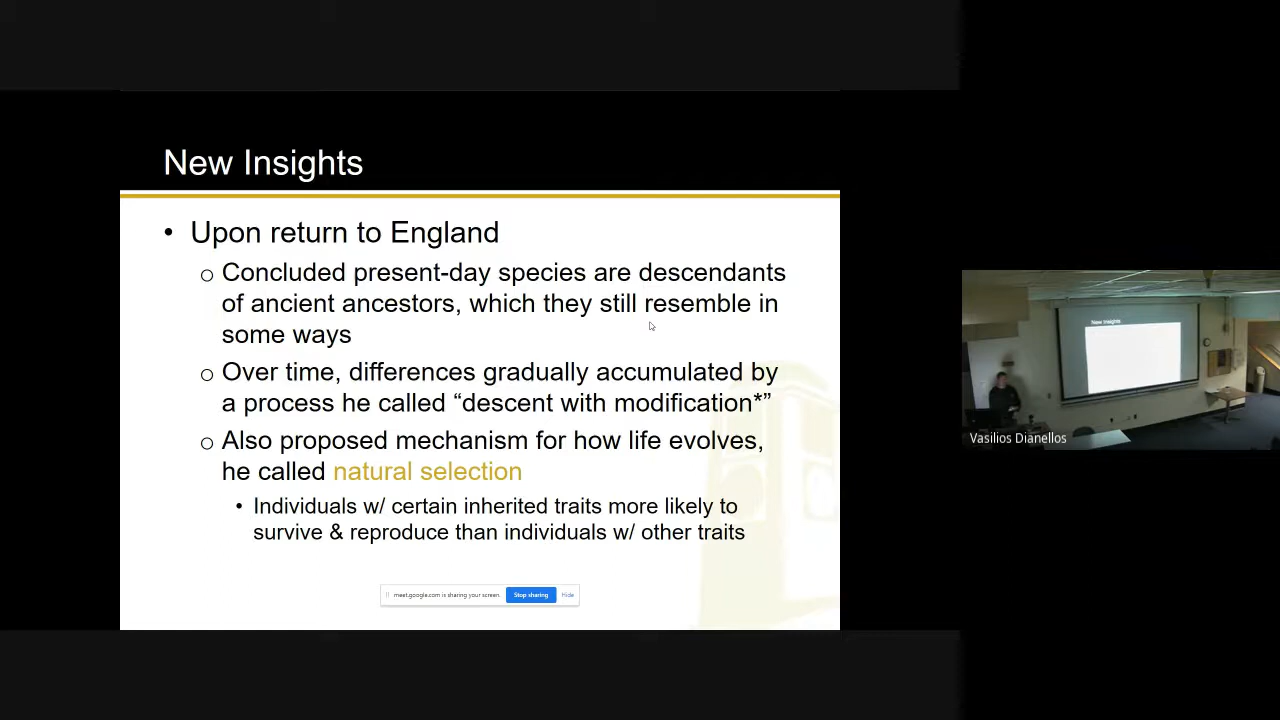 New Insights
• Upon return to England
o Concluded present-day species are descendants
of ancient ancestors, which they still resemble in
some ways
o Over time, differences gradually accumulated by
a process he called “descent with modification*”
o Also proposed mechanism for how life evolves,
he called natural selection
• Individuals w/ certain inherited traits more likely to
survive & reproduce than individuals w/ other traits
meet.google.com is sharing your screen. Stop sharing Hide
New Insights
Vasilios Dianellos